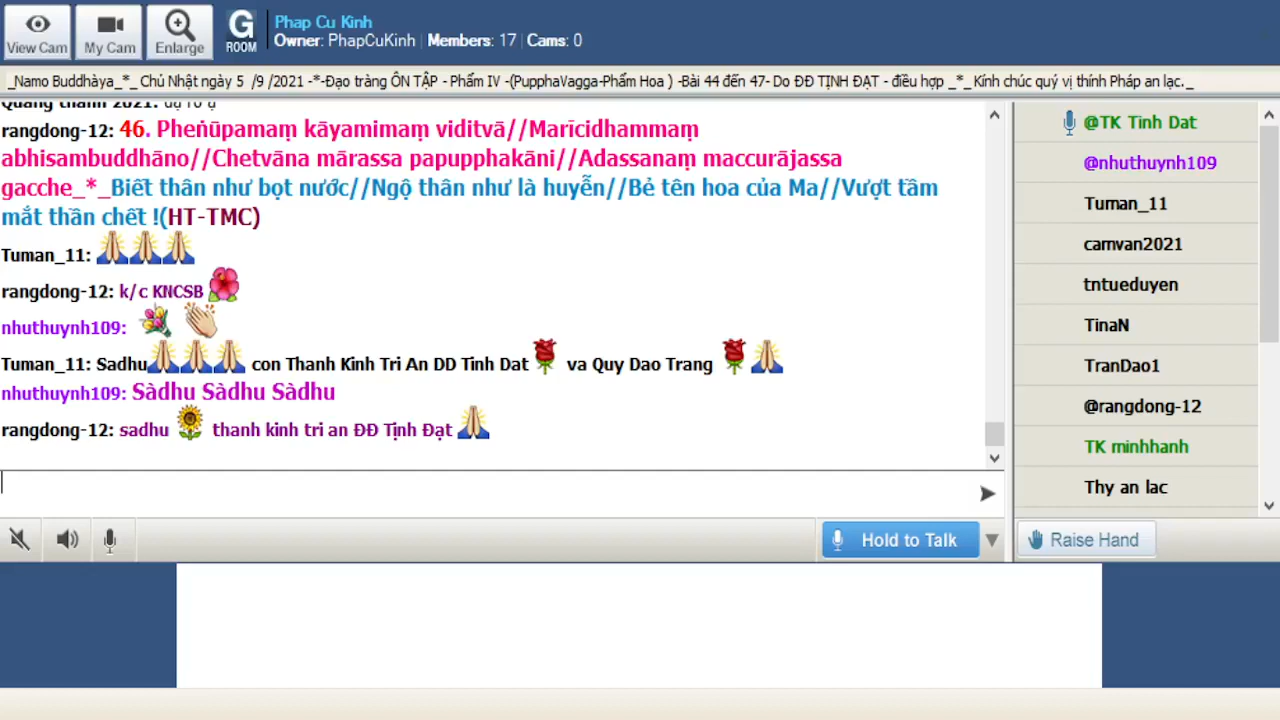 View Cam
My Cam
Enlarge
G
ROOM
Phap Cu Kinh
Owner: PhapCuKinh | Members: 17 | Cams: 0
_Namo Buddhàya_*_ Chủ Nhật ngày 5 /9 /2021 -*-Đạo tràng ÔN TẬP - Phẩm IV -(PupphaVagga-Phẩm Hoa ) -Bài 44 đến 47- Do ĐĐ TỊNH ĐẠT - điều hợp _*_Kính chúc quý vị thính Pháp an lạc._
rangdong-12: 46. Pheṅūpamaṃ kāyamimaṃ viditvā//Marīcidhammaṃ
abhisambuddhāno//Chetvāna mārassa papupphakāni//Adassanaṃ maccurājassa
gacche_*_Biết thân như bọt nước//Ngộ thân như là huyễn//Bẻ tên hoa của Ma//Vượt tầm
mắt thần chết !(HT-TMC)
Tuman_11:
rangdong-12: k/c KNCSB
nhuthuynh109:
Tuman_11: Sadhu con Thanh Kinh Tri An DD Tinh Dat va Quy Dao Trang
nhuthuynh109: Sàdhu Sàdhu Sàdhu
rangdong-12: sadhu thanh kinh tri an ĐĐ Tịnh Đạt
@TK Tinh Dat
@nhuthuynh109
Tuman_11
camvan2021
tntueduyen
TinaN
TranDao1
@rangdong-12
TK minhhanh
Thy an lac
Hold to Talk
Raise Hand